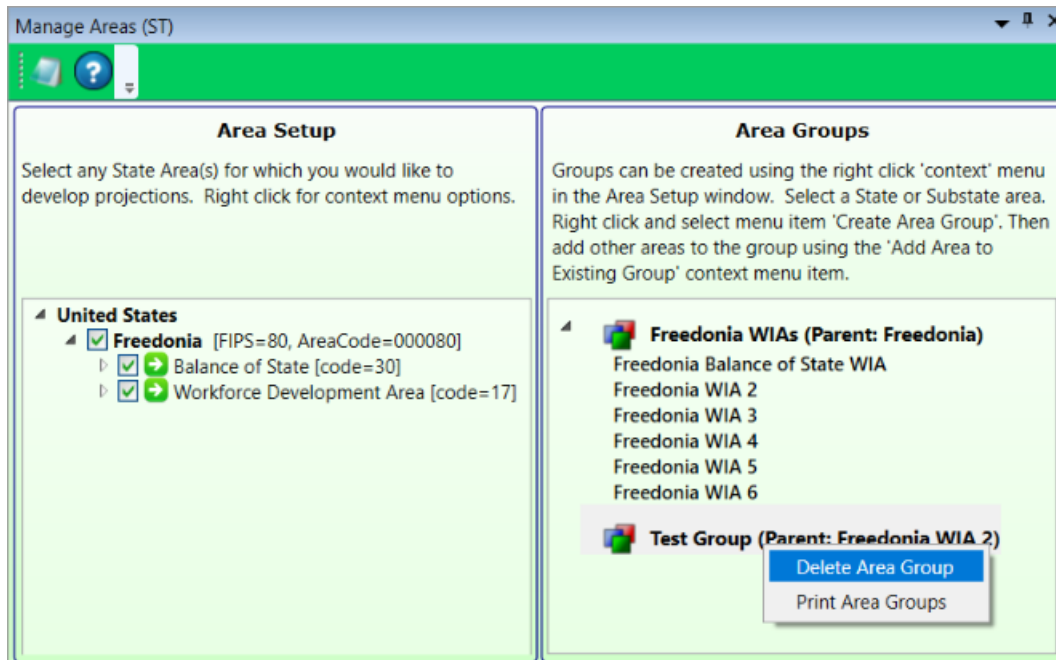 Manage Areas (ST)
?
Area Setup
Select any State Area(s) for which you would like to
develop projections. Right click for context menu options.
United States
Freedonia [FIPS=80, AreaCode=000080]
Balance of State [code=30]
Workforce Development Area [code=17]
Area Groups
Groups can be created using the right click 'context' menu
in the Area Setup window. Select a State or Substate area.
Right click and select menu item 'Create Area Group'. Then
add other areas to the group using the 'Add Area to
Existing Group' context menu item.
Freedonia WIAs (Parent: Freedonia)
Freedonia Balance of State WIA
Freedonia WIA 2
Freedonia WIA 3
Freedonia WIA 4
Freedonia WIA 5
Freedonia WIA 6
Test Group (Parent: Freedonia WIA 2)
Delete Area Group
Print Area Groups